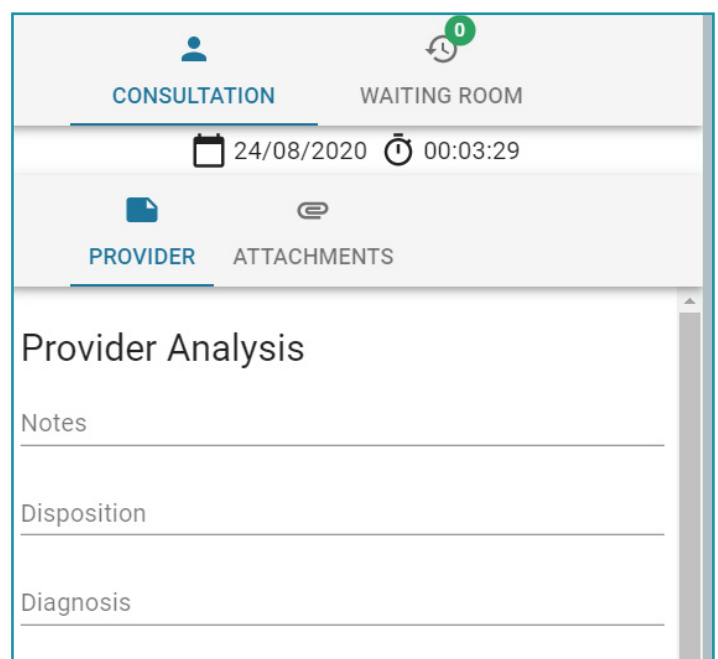 0
CONSULTATION WAITING ROOM
24/08/2020 00:03:29
PROVIDER ATTACHMENTS
Provider Analysis
Notes
Disposition
Diagnosis